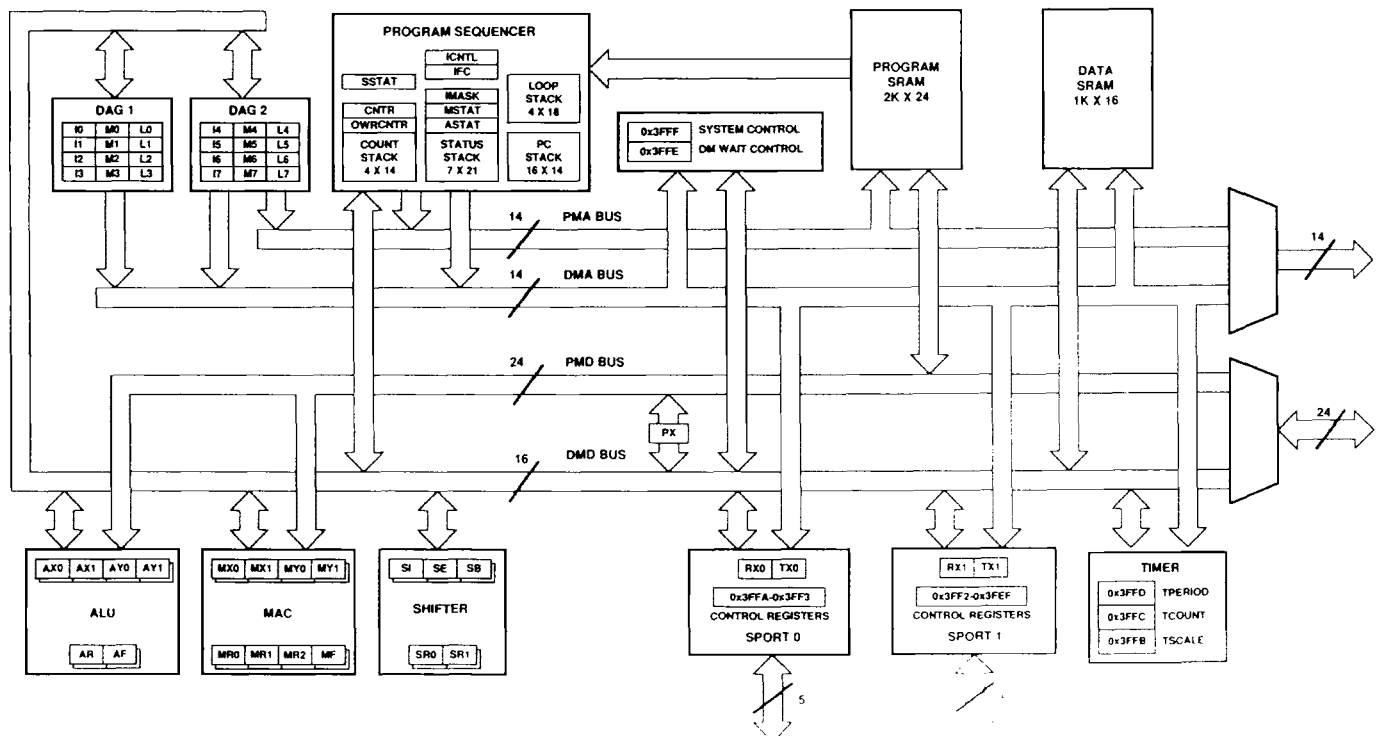 PROGRAM SEQUENCER
ICNTL
IFC
SSTAT
LOOP
STACK
4 X 18
IMASK
MSTAT
ASTAT
CNTR
OWRCNTR
COUNT
STACK
4 X 14
STATUS
STACK
7 X 21
PC
STACK
16 X 14
PROGRAM
SRAM
2K X 24
DATA
SRAM
1K X 16
DAG 1
I0 M0 L0
I1 M1 L1
I2 M2 L2
I3 M3 L3
DAG 2
I4 M4 L4
I5 M5 L5
I6 M6 L6
I7 M7 L7
0x3FFF SYSTEM CONTROL
0x3FFE DM WAIT CONTROL
14 PMA BUS
14
14 DMA BUS
24 PMD BUS
24
PX
16 DMD BUS
AX0 AX1 AY0 AY1
ALU
AR AF
MX0 MX1 MY0 MY1
MAC
MR0 MR1 MR2 MF
SI SE SB
SHIFTER
SR0 SR1
RX0 TX0
0x3FFA-0x3FF3
CONTROL REGISTERS
SPORT 0
5
RX1 TX1
0x3FF2-0x3FEF
CONTROL REGISTERS
SPORT 1
TIMER
0x3FFD TPERIOD
0x3FFC TCOUNT
0x3FFB TSCALE